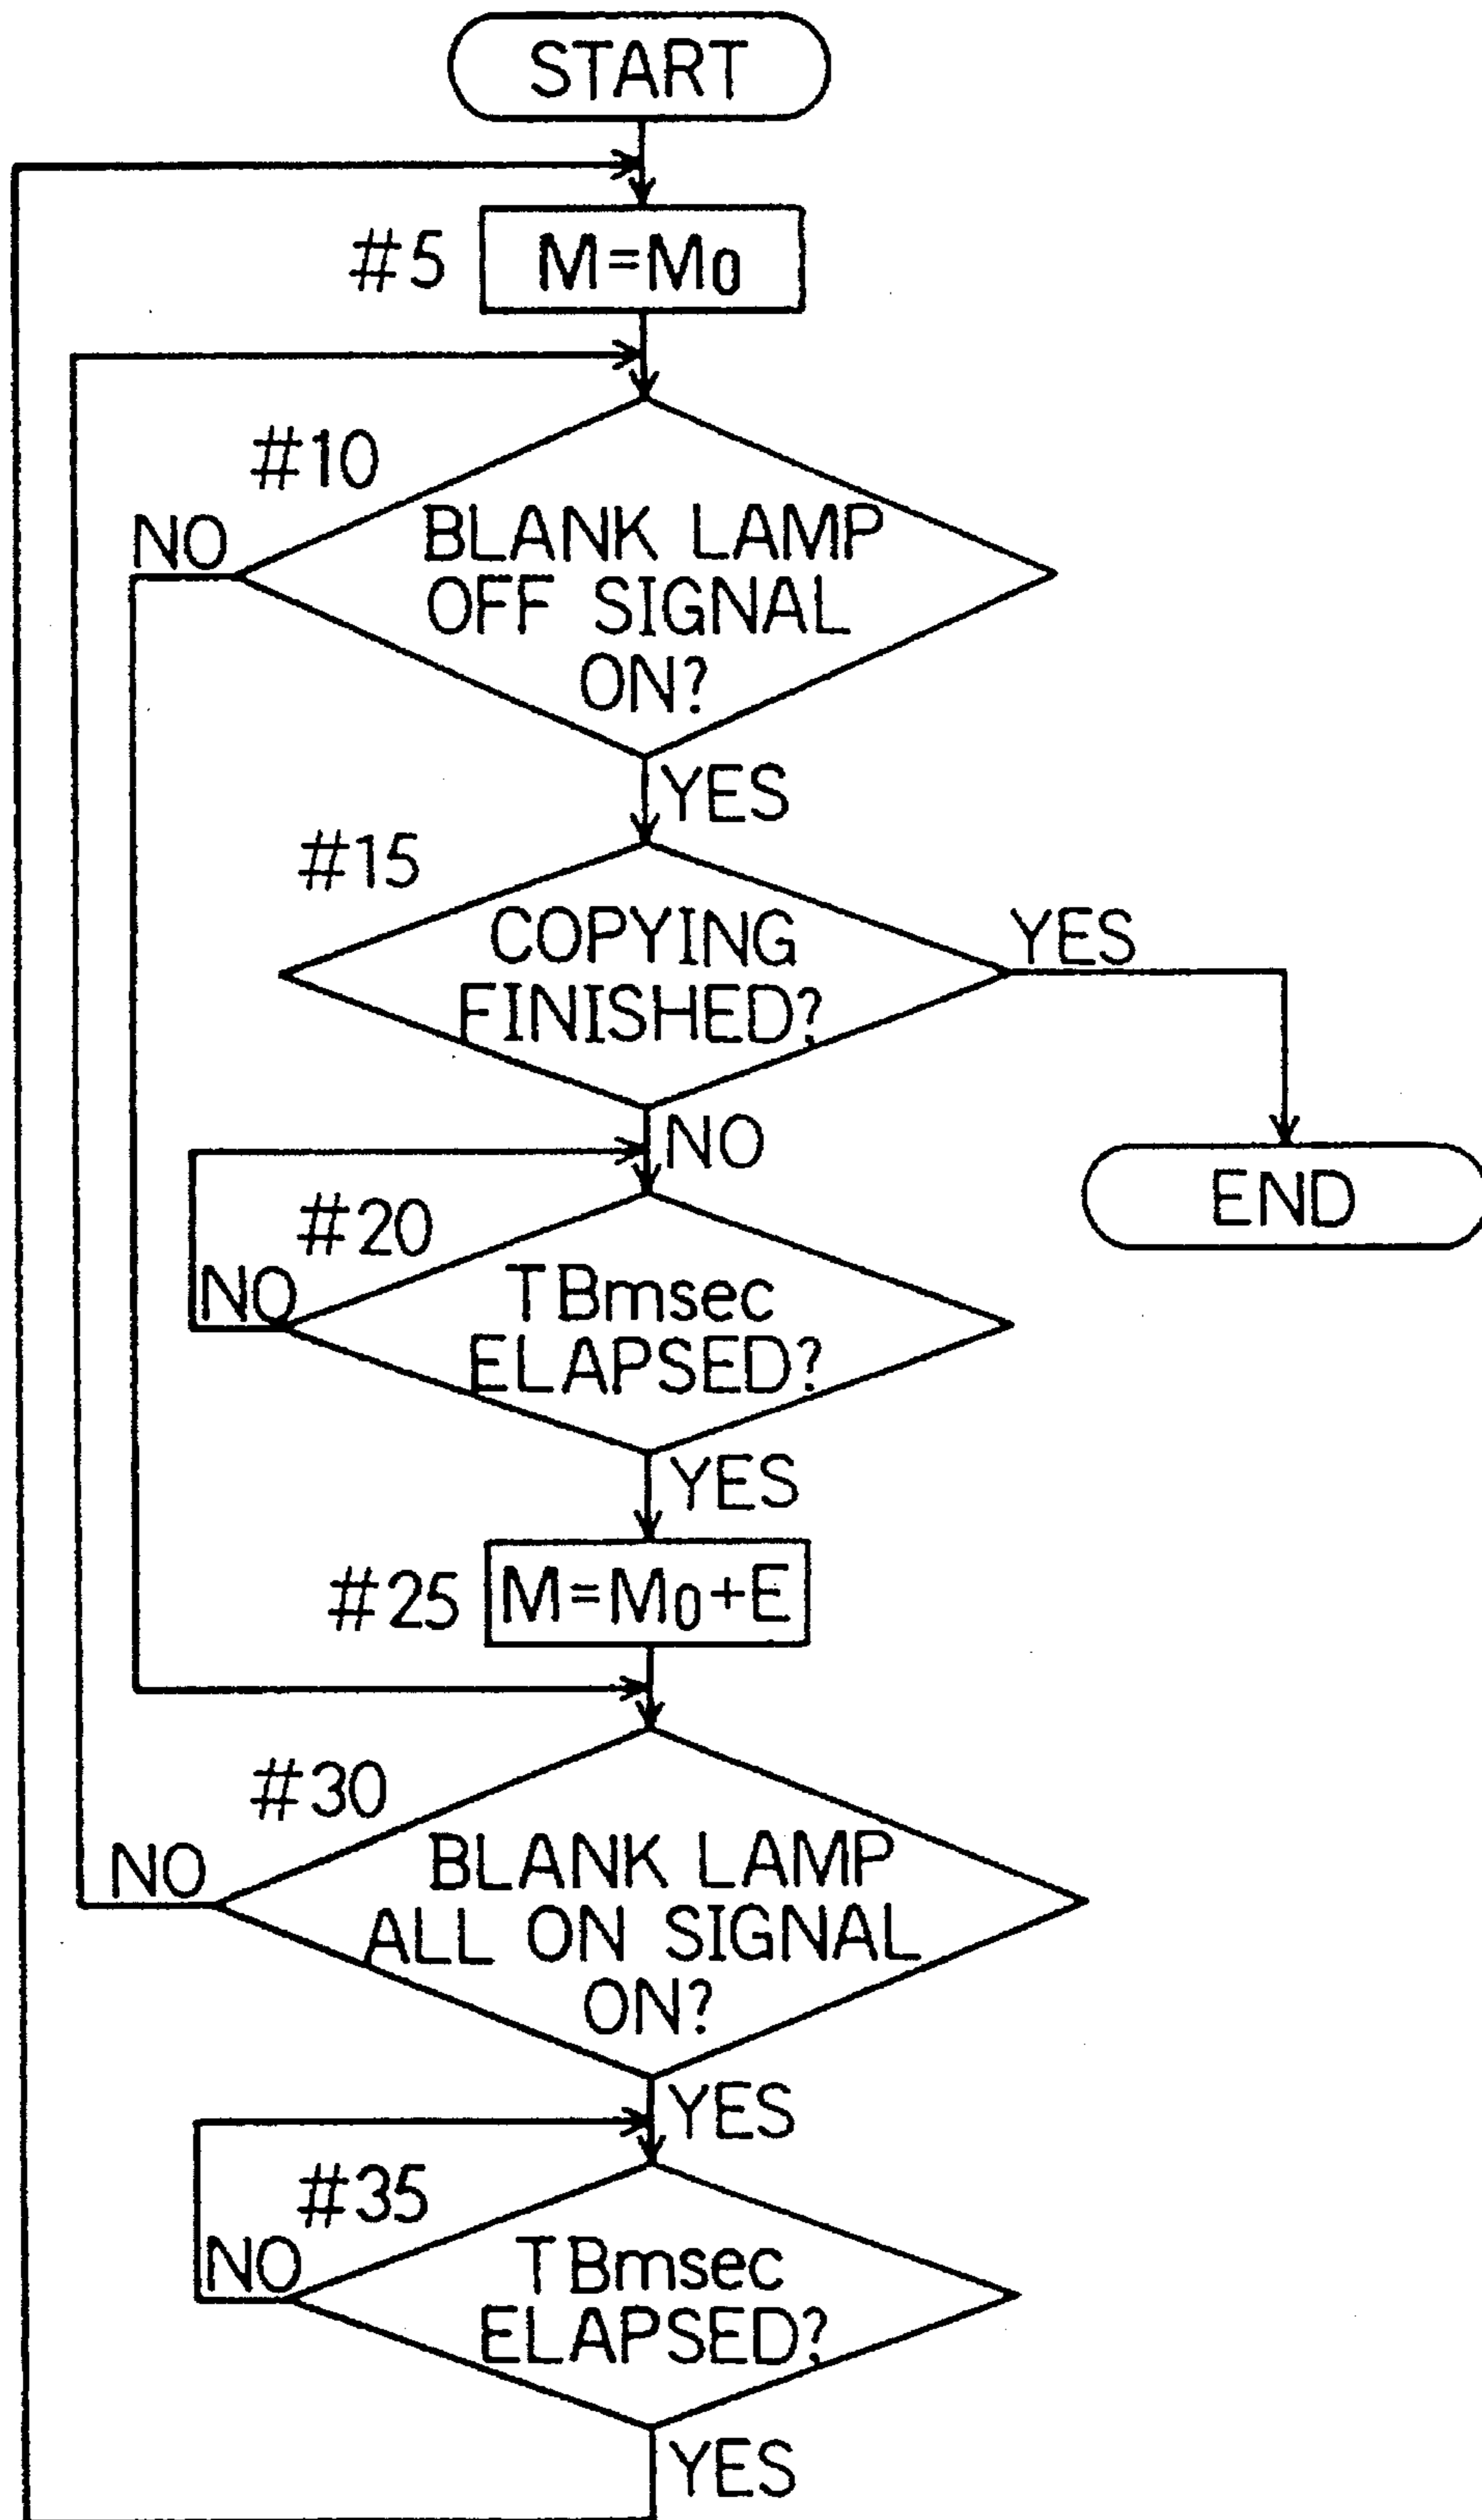 START
#5
M=M0
#10
NO
BLANK LAMP
OFF SIGNAL
ON?
YES
#15
COPYING
FINISHED?
YES
NO
END
#20
NO
TBmsec
ELAPSED?
YES
#25
M=M0+E
#30
NO
BLANK LAMP
ALL ON SIGNAL
ON?
YES
#35
NO
TBmsec
ELAPSED?
YES